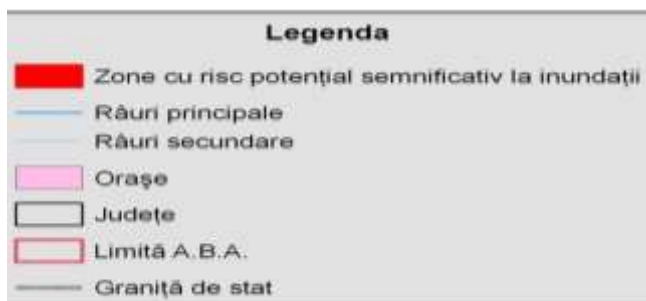 Legenda
Zone cu risc potențial semnificativ la inundații
Râuri principale
Râuri secundare
Orașe
Județe
Limită A.B.A.
Graniță de stat